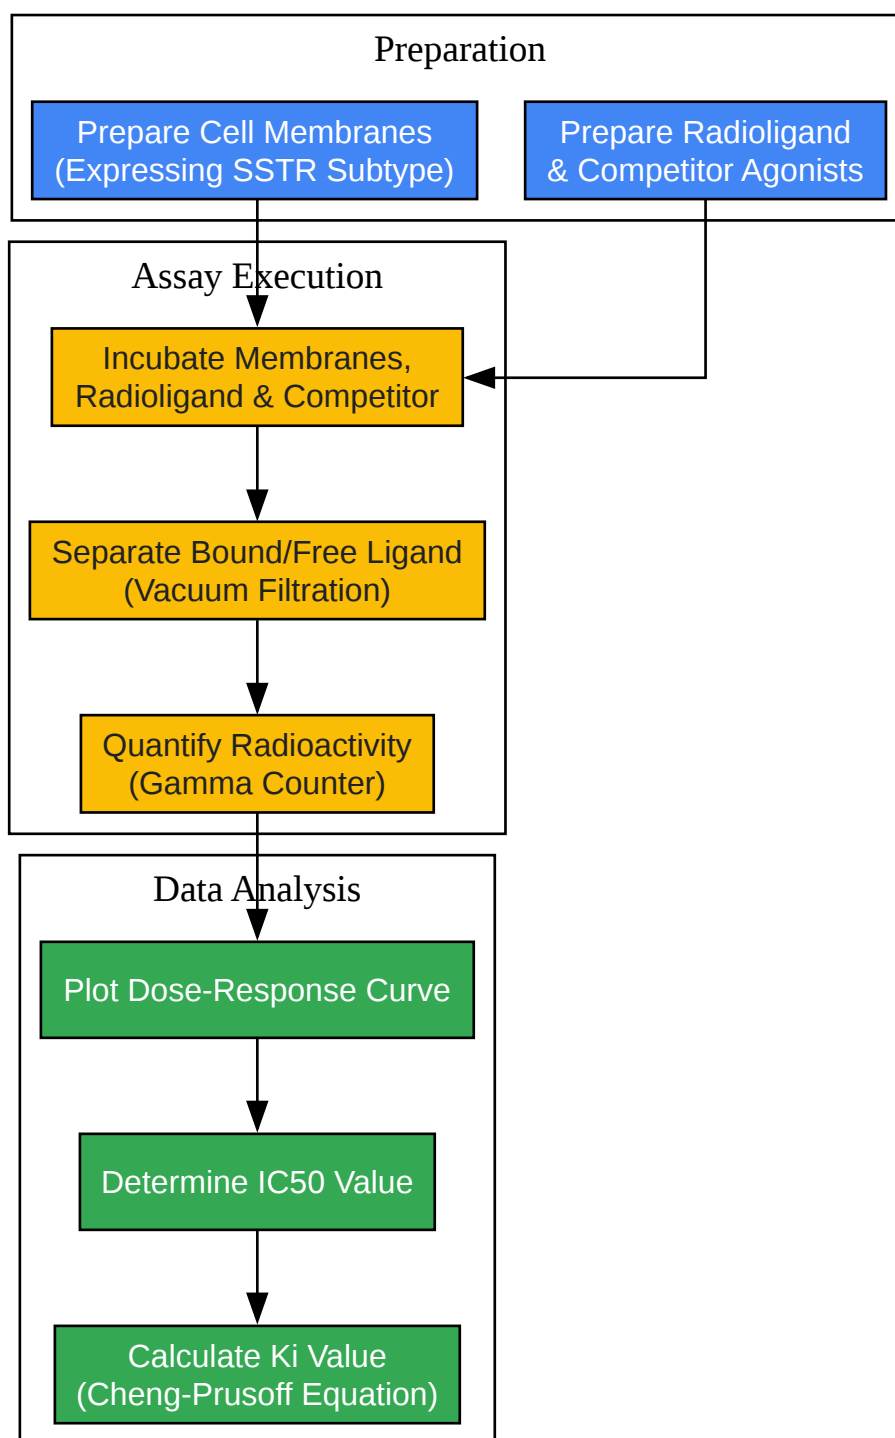 Preparation
Prepare Cell Membranes
(Expressing SSTR Subtype)
Prepare Radioligand
& Competitor Agonists
Assay Execution
Incubate Membranes,
Radioligand & Competitor
Separate Bound/Free Ligand
(Vacuum Filtration)
Quantify Radioactivity
(Gamma Counter)
Data Analysis
Plot Dose-Response Curve
Determine IC50 Value
Calculate Ki Value
(Cheng-Prusoff Equation)